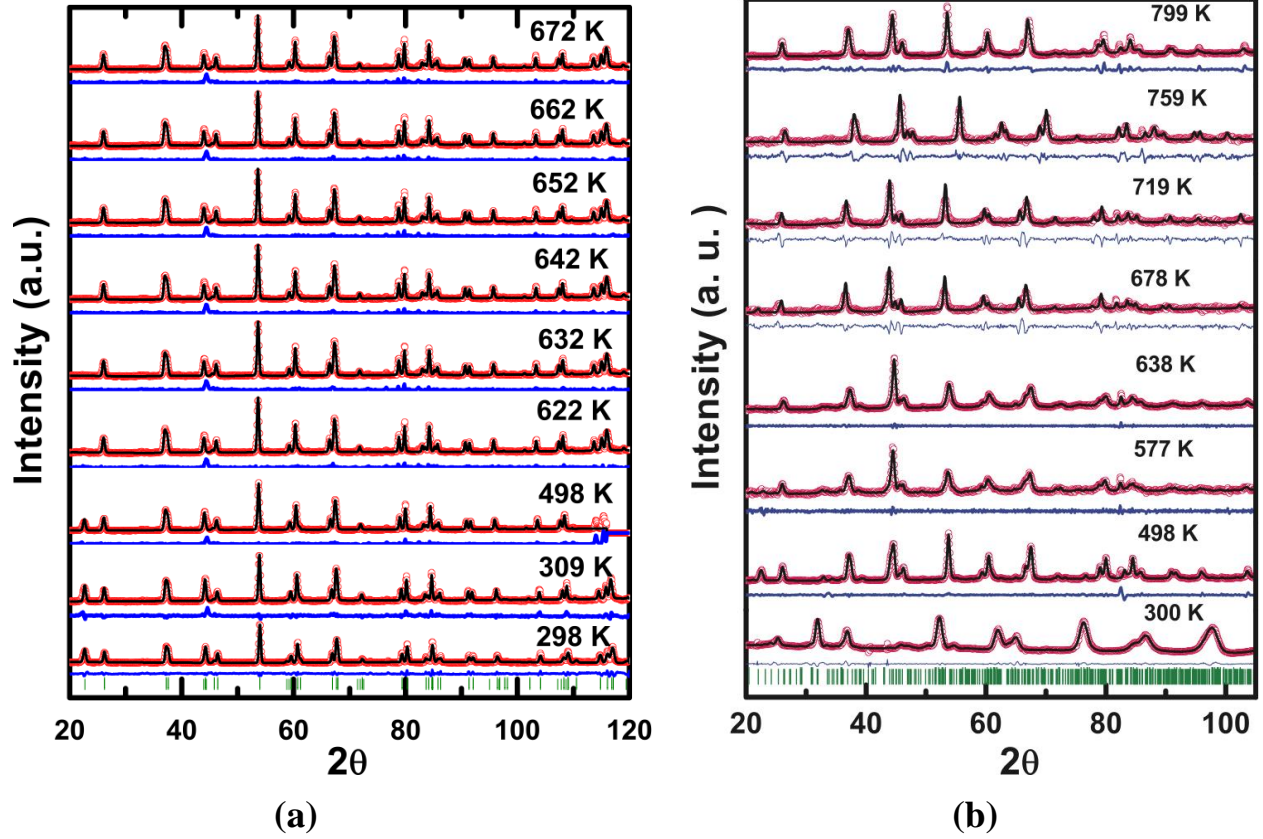 672 K
662 K
652 K
642 K
632 K
622 K
498 K
309 K
298 K
Intensity (a.u.)
20 40 60 80 100 120
2θ
(a)
799 K
759 K
719 K
678 K
638 K
577 K
498 K
300 K
Intensity (a. u. )
20 40 60 80 100
2θ
(b)